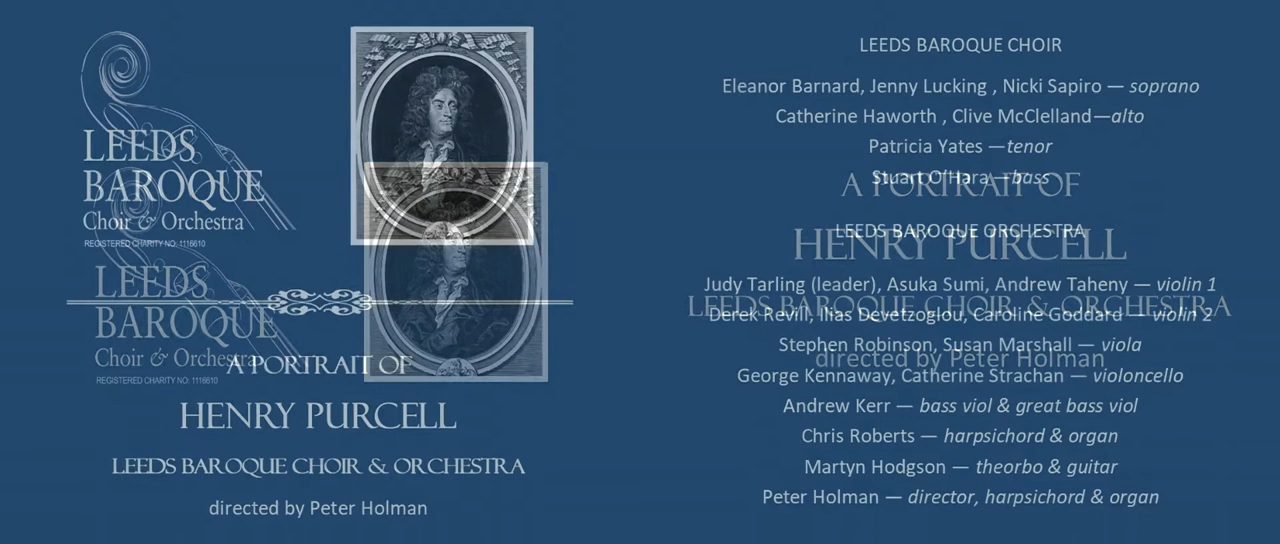 LEEDS
BAROQUE
Choir & Orchestra
REGISTERED CHARITY NO: 1116610
LEEDS
BAROQUE
Choir & Orchestra
REGISTERED CHARITY NO: 1116610
A PORTRAIT OF
HENRY PURCELL
LEEDS BAROQUE CHOIR & ORCHESTRA
directed by Peter Holman
LEEDS BAROQUE CHOIR
Eleanor Barnard, Jenny Lucking , Nicki Sapiro — soprano
Catherine Haworth , Clive McClelland—alto
Patricia Yates —tenor
Stuart O'Hara —bass
A PORTRAIT OF
LEEDS BAROQUE ORCHESTRA
HENRY PURCELL
Judy Tarling (leader), Asuka Sumi, Andrew Taheny — violin 1
LEEDS BAROQUE CHOIR & ORCHESTRA
Derek Revill, Ilias Devetzoglou, Caroline Goddard — violin 2
Stephen Robinson, Susan Marshall — viola
directed by Peter Holman
George Kennaway, Catherine Strachan — violoncello
Andrew Kerr — bass viol & great bass viol
Chris Roberts — harpsichord & organ
Martyn Hodgson — theorbo & guitar
Peter Holman — director, harpsichord & organ